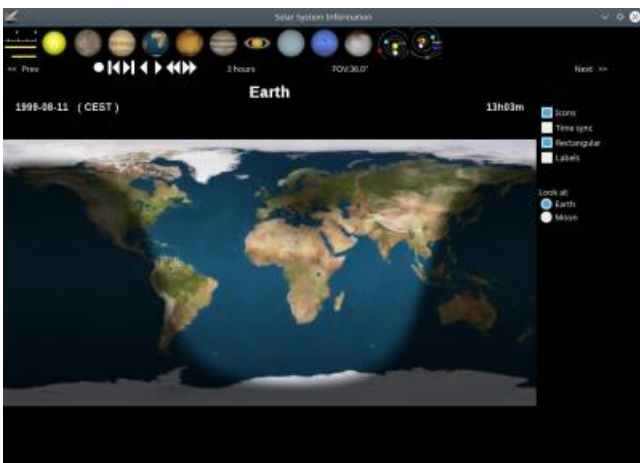 Solar System Information
<< Prev
3 hours
FOV:36.0°
Next >>
Earth
1999-08-11 ( CEST )
13h03m
Icons
Time sync
Rectangular
Labels
Look at:
Earth
Moon